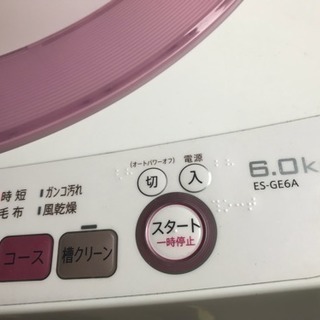 (オートパワーオフ) 電源
切 入
6.0k
ES-GE6A
時短 ガンコ汚れ
毛布 風乾燥
スタート
一時停止
コース 槽クリーン